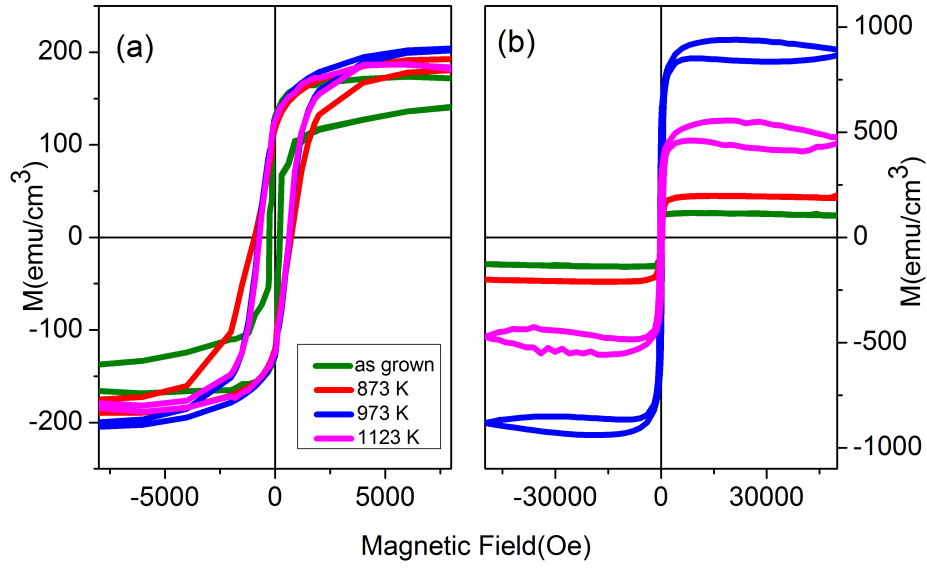 (a)
(b)
200
100
0
-100
-200
M(emu/cm³)
as grown
873 K
973 K
1123 K
-5000 0 5000
1000
500
0
-500
-1000
M(emu/cm³)
-30000 0 30000
Magnetic Field(Oe)